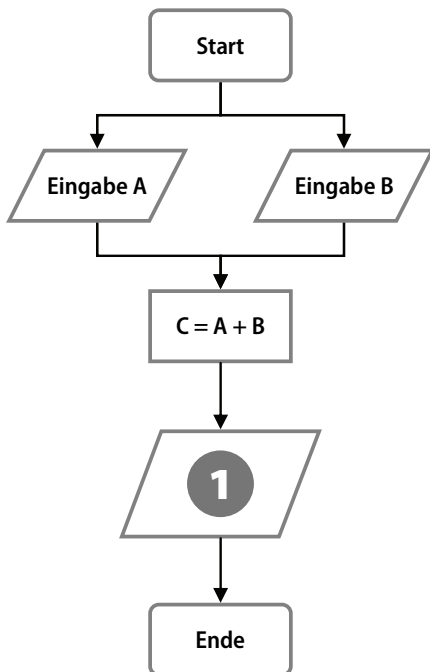 Start
Eingabe A
Eingabe B
C = A + B
1
Ende